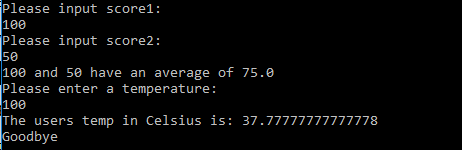 Please input score1:
100
Please input score2:
50
100 and 50 have an average of 75.0
Please enter a temperature:
100
The users temp in Celsius is: 37.77777777777778
Goodbye